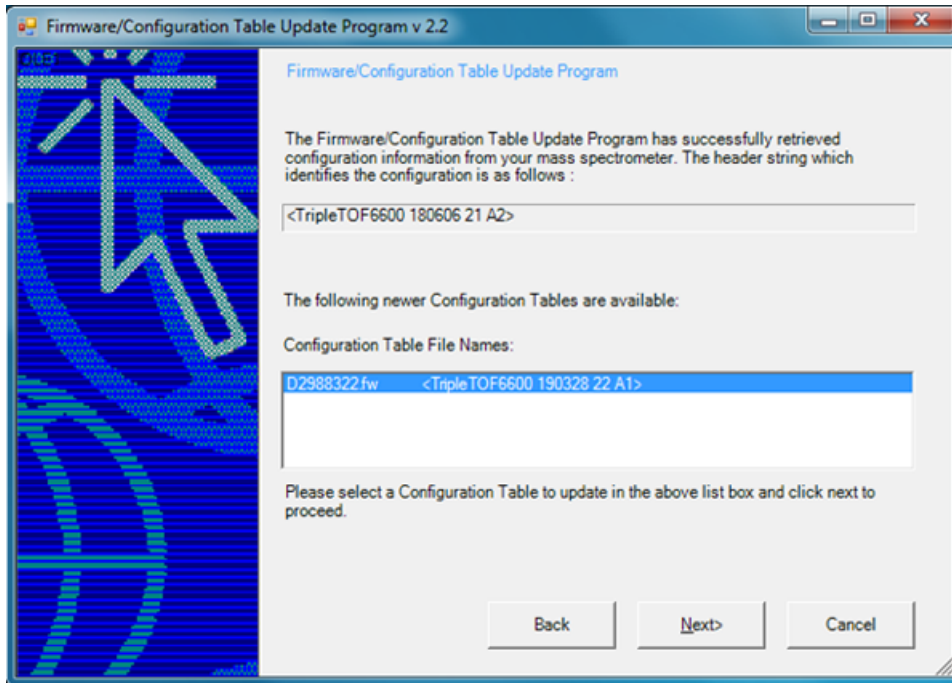 Firmware/Configuration Table Update Program v 2.2
Firmware/Configuration Table Update Program
The Firmware/Configuration Table Update Program has successfully retrieved
configuration information from your mass spectrometer. The header string which
identifies the configuration is as follows :
<TripleTOF6600 180606 21 A2>
The following newer Configuration Tables are available:
Configuration Table File Names:
D2988322.fw <TripleTOF6600 190328 22 A1>
Please select a Configuration Table to update in the above list box and click next to
proceed.
Back Next> Cancel